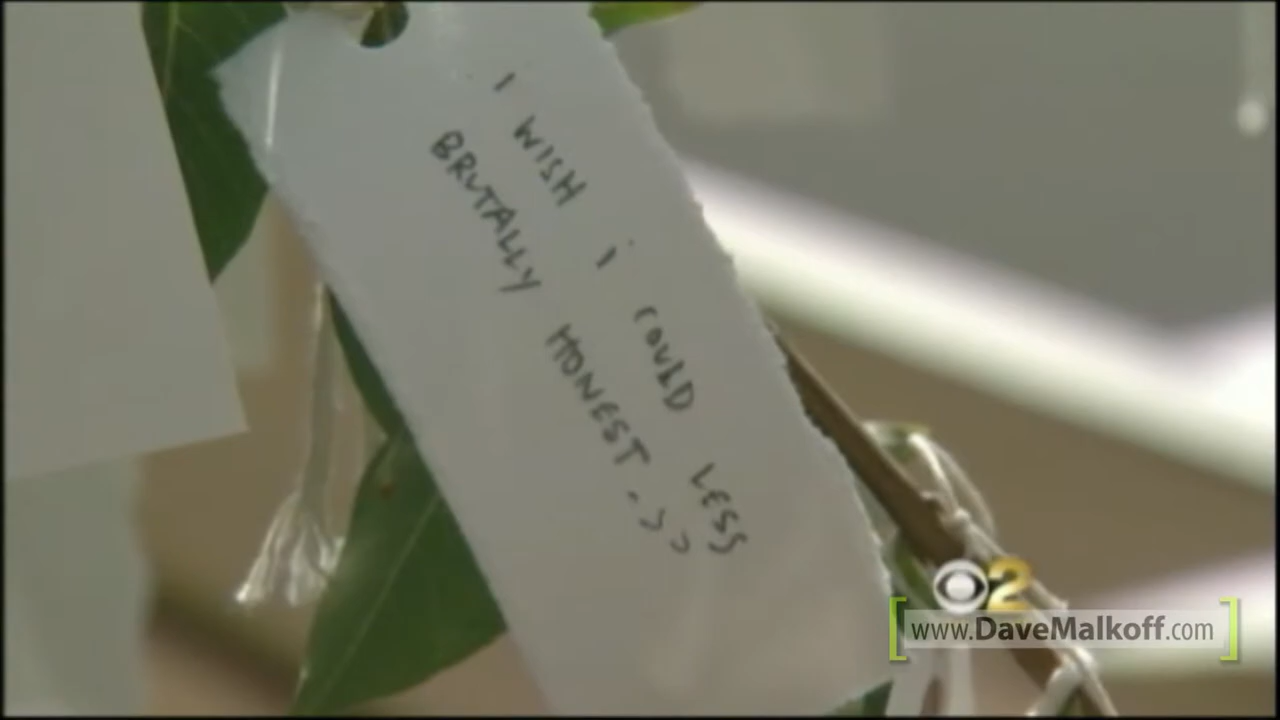 I WISH i COULD LESS
BRUTALLY HONEST.
2
www.DaveMalkoff.com